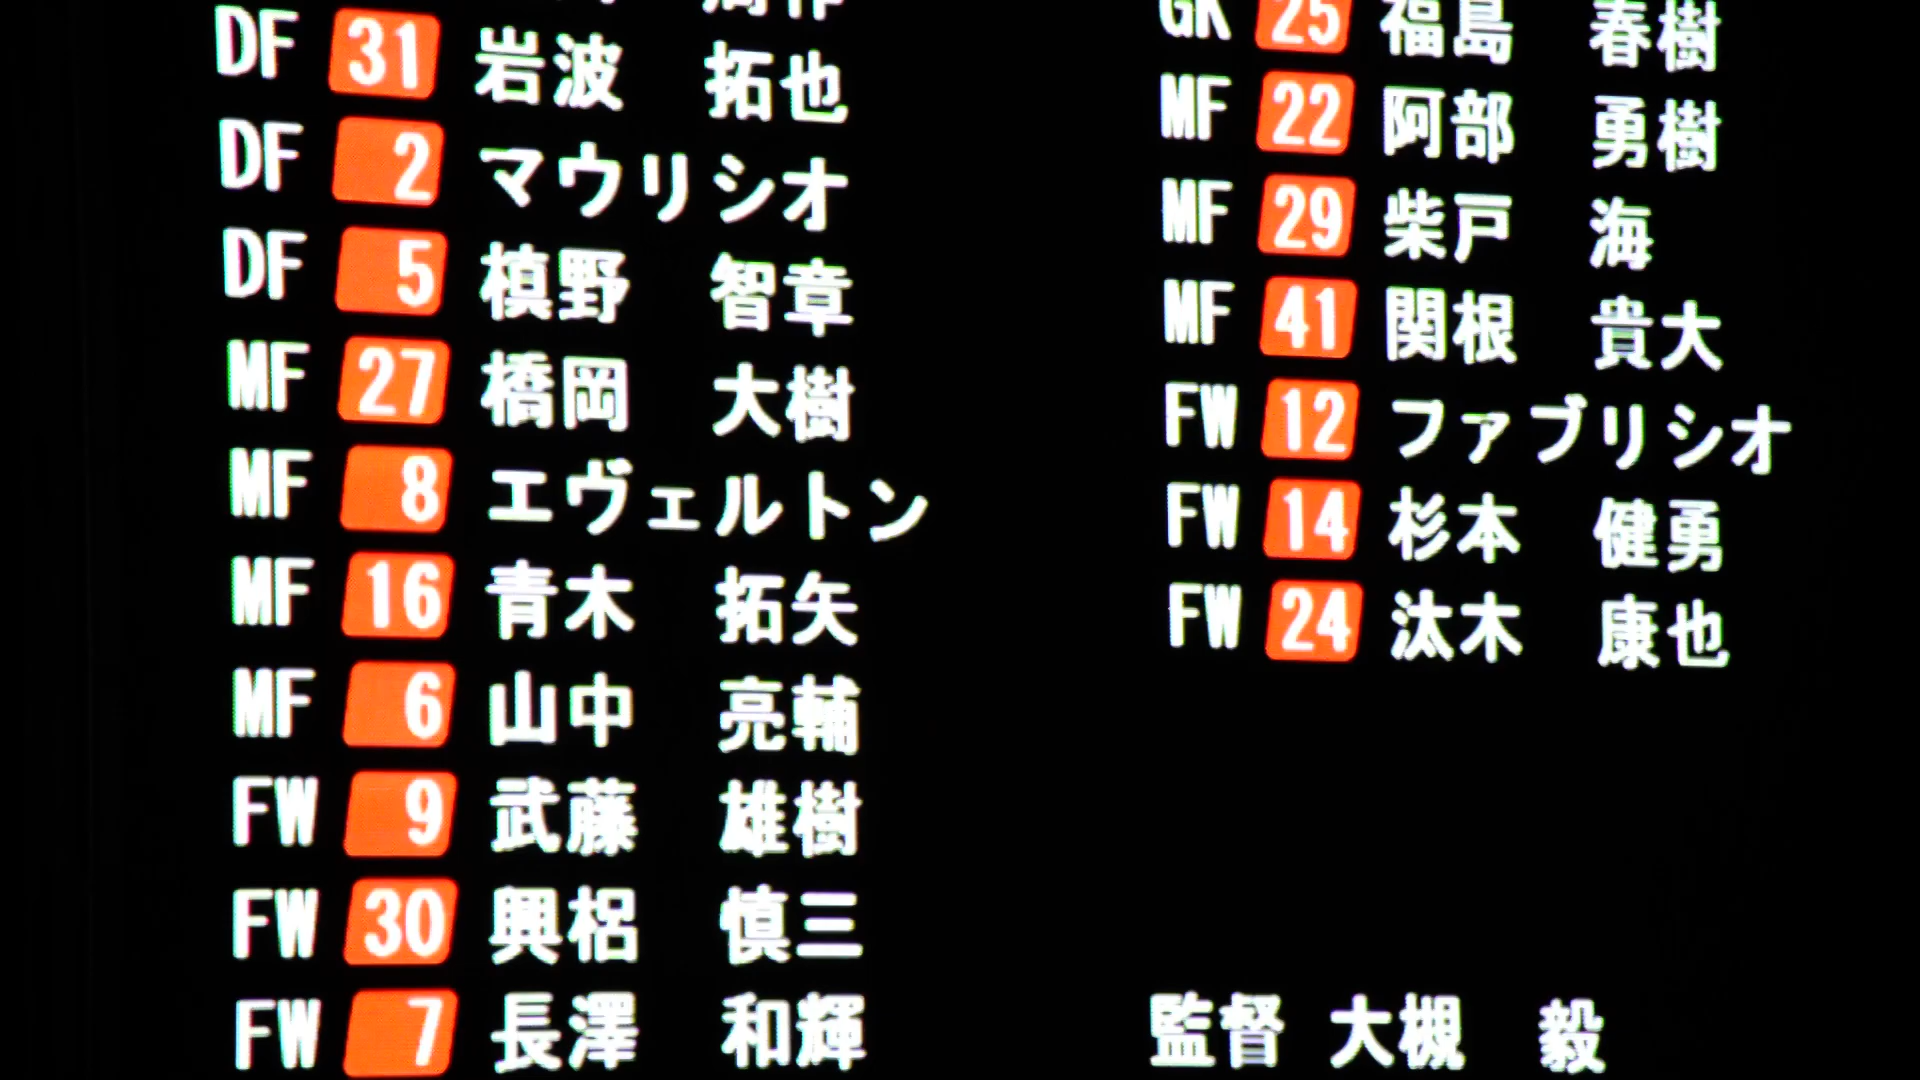 DF 31 岩波 拓也
DF 2 マウリシオ
DF 5 槙野 智章
MF 27 橋岡 大樹
MF 8 エヴェルトン
MF 16 青木 拓矢
MF 6 山中 亮輔
FW 9 武藤 雄樹
FW 30 興梠 慎三
FW 7 長澤 和輝
GK 25 福島 春樹
MF 22 阿部 勇樹
MF 29 柴戸 海
MF 41 関根 貴大
FW 12 ファブリシオ
FW 14 杉本 健勇
FW 24 汰木 康也
監督 大槻 毅